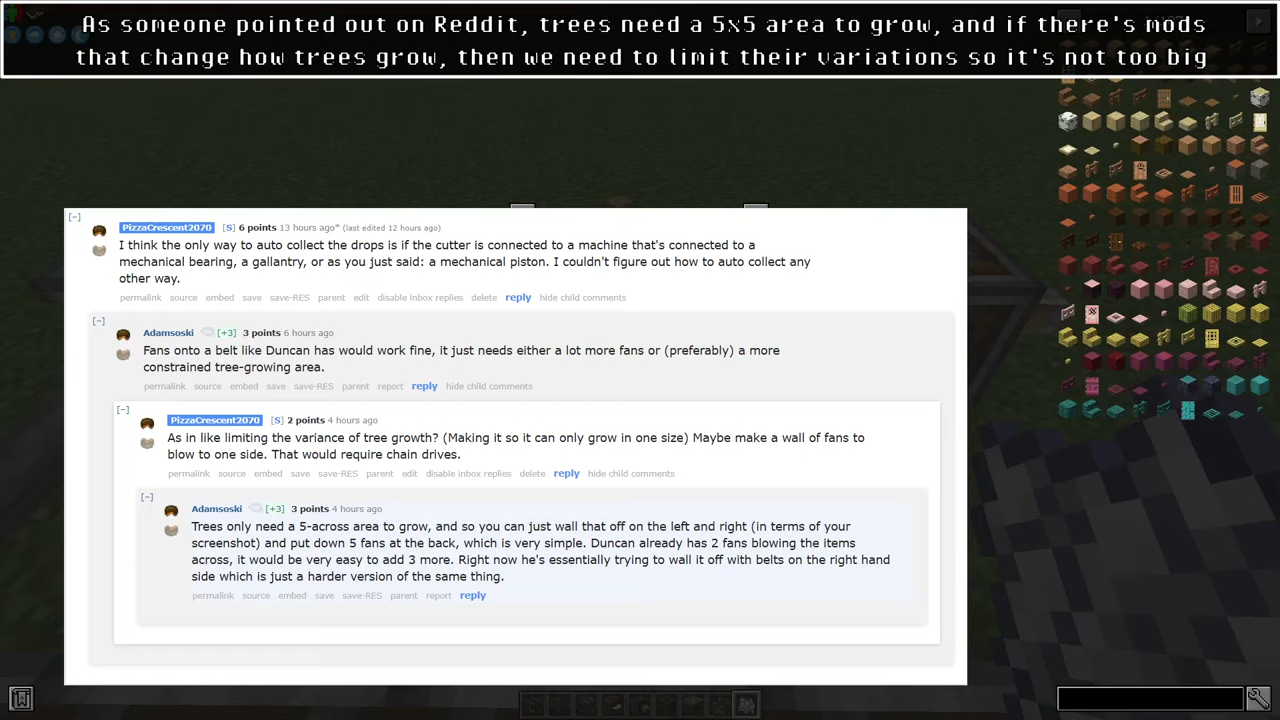 As someone pointed out on Reddit, trees need a 5x5 area to grow, and if there's mods
that change how trees grow, then we need to limit their variations so it's not too big
[-]
PizzaCrescent2070 [S] 6 points 13 hours ago* (last edited 12 hours ago)
I think the only way to auto collect the drops is if the cutter is connected to a machine that's connected to a
mechanical bearing, a gallantry, or as you just said: a mechanical piston. I couldn't figure out how to auto collect any
other way.
permalink source embed save save-RES parent edit disable inbox replies delete reply hide child comments
[-]
Adamsoski [+3] 3 points 6 hours ago
Fans onto a belt like Duncan has would work fine, it just needs either a lot more fans or (preferably) a more
constrained tree-growing area.
permalink source embed save save-RES parent report reply hide child comments
[-]
PizzaCrescent2070 [S] 2 points 4 hours ago
As in like limiting the variance of tree growth? (Making it so it can only grow in one size) Maybe make a wall of fans to
blow to one side. That would require chain drives.
permalink source embed save save-RES parent edit disable inbox replies delete reply hide child comments
[-]
Adamsoski [+3] 3 points 4 hours ago
Trees only need a 5-across area to grow, and so you can just wall that off on the left and right (in terms of your
screenshot) and put down 5 fans at the back, which is very simple. Duncan already has 2 fans blowing the items
across, it would be very easy to add 3 more. Right now he's essentially trying to wall it off with belts on the right hand
side which is just a harder version of the same thing.
permalink source embed save save-RES parent report reply